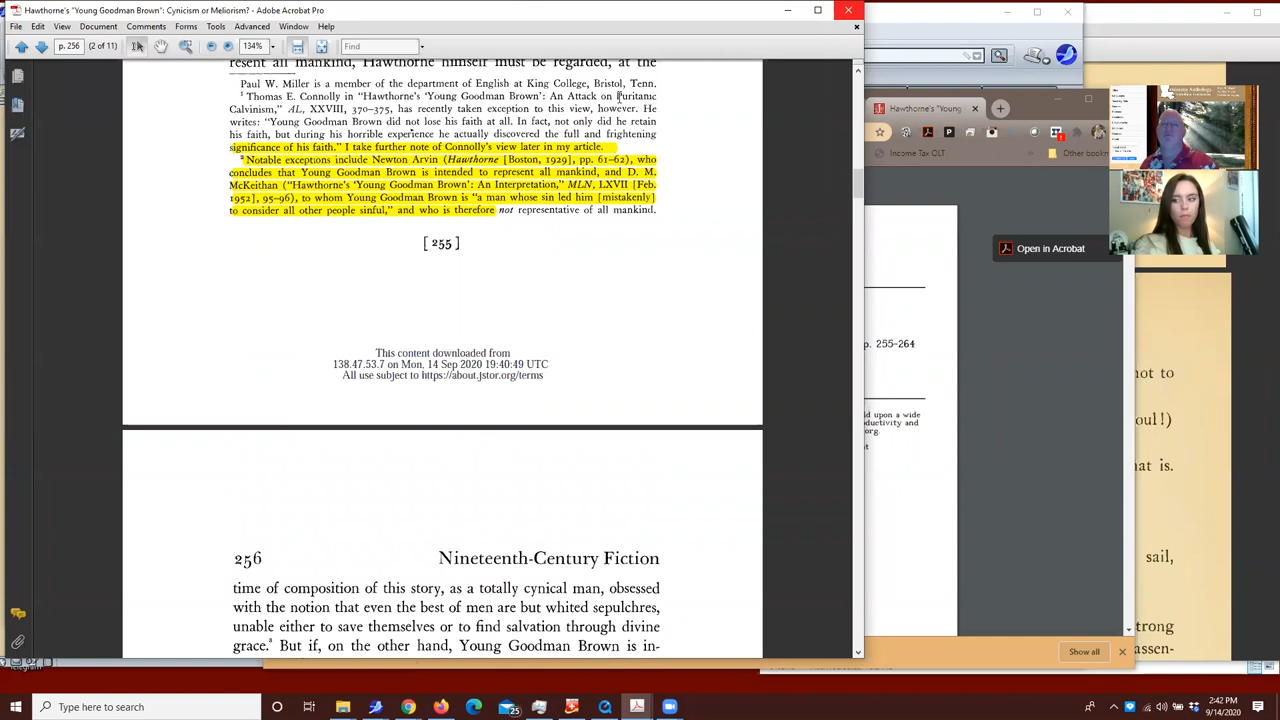 Hawthorne's "Young Goodman Brown": Cynicism or Meliorism? - Adobe Acrobat Pro
File Edit View Document Comments Forms Tools Advanced Window Help
p. 256 (2 of 11) 134% Find
resent all mankind, Hawthorne himself must be regarded, at the
Paul W. Miller is a member of the department of English at King College, Bristol, Tenn.
¹ Thomas E. Connolly in "Hawthorne's 'Young Goodman Brown': An Attack on Puritanic
Calvinism," AL, XXVIII, 370–375, has recently taken exception to this view, however. He
writes: "Young Goodman Brown did not lose his faith at all. In fact, not only did he retain
his faith, but during his horrible experience he actually discovered the full and frightening
significance of his faith." I take further note of Connolly's view later in my article.
² Notable exceptions include Newton Arvin (Hawthorne [Boston, 1929], pp. 61–62), who
concludes that Young Goodman Brown is intended to represent all mankind, and D. M.
McKeithan ("Hawthorne's 'Young Goodman Brown': An Interpretation," MLN, LXVII [Feb.
1952], 95–96), to whom Young Goodman Brown is "a man whose sin led him [mistakenly]
to consider all other people sinful," and who is therefore not representative of all mankind.
[ 255 ]
This content downloaded from
138.47.53.7 on Mon, 14 Sep 2020 19:40:49 UTC
All use subject to https://about.jstor.org/terms
256 Nineteenth-Century Fiction
time of composition of this story, as a totally cynical man, obsessed
with the notion that even the best of men are but whited sepulchres,
unable either to save themselves or to find salvation through divine
grace.³ But if, on the other hand, Young Goodman Brown is in-
Hawthorne's "Young
Income Tax OLT
Other book
Open in Acrobat
p. 255-264
ld upon a wide
oductivity and
org.
not to
oul!)
hat is.
sail,
trong
assen-
Show all
Type here to search
25
2:42 PM
9/14/2020